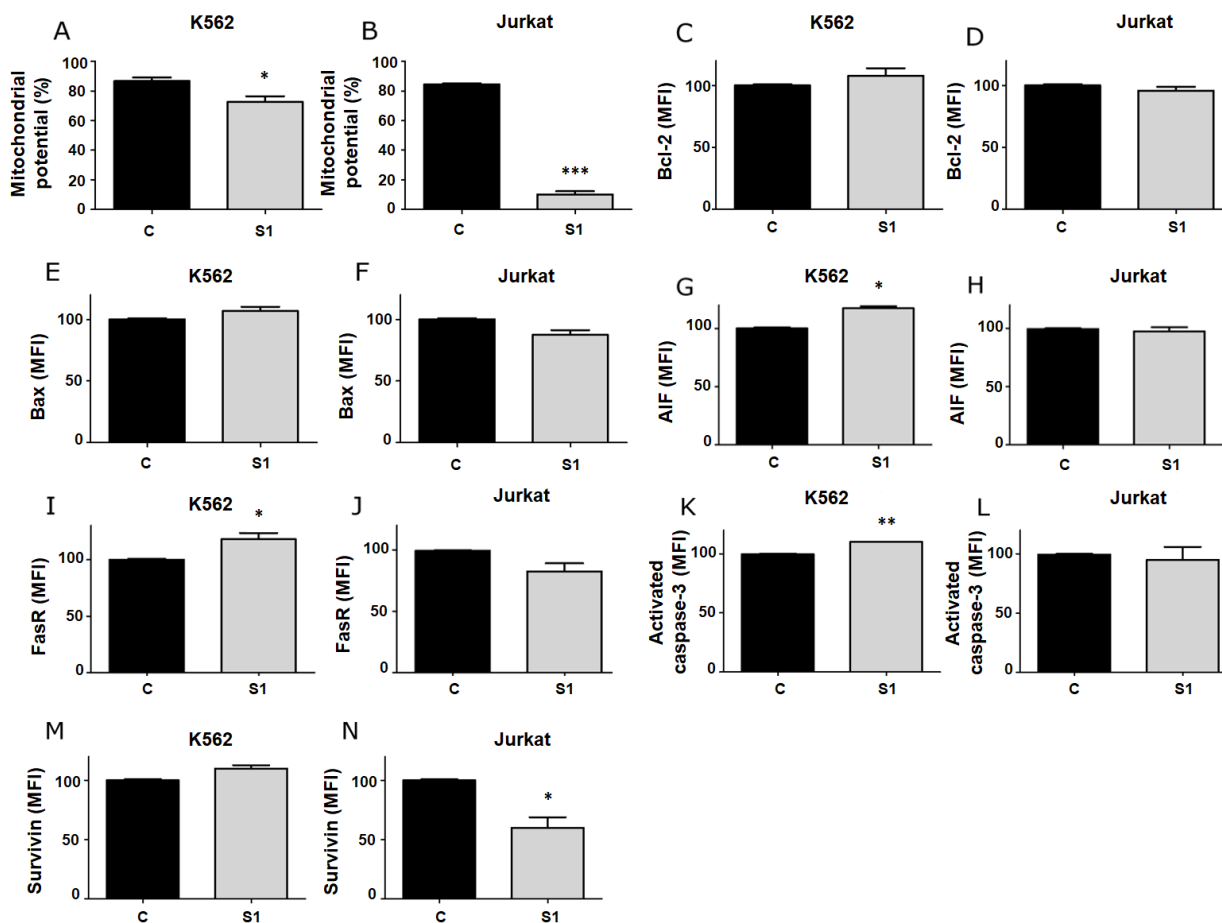 A
K562
Mitochondrial
potential (%)
100
80
60
40
20
0
*
C
S1
B
Jurkat
Mitochondrial
potential (%)
100
80
60
40
20
0
***
C
S1
C
K562
Bcl-2 (MFI)
100
50
0
C
S1
D
Jurkat
Bcl-2 (MFI)
100
50
0
C
S1
E
K562
Bax (MFI)
100
50
0
C
S1
F
Jurkat
Bax (MFI)
100
50
0
C
S1
G
K562
AIF (MFI)
100
50
0
*
C
S1
H
Jurkat
AIF (MFI)
100
50
0
C
S1
I
K562
FasR (MFI)
100
50
0
*
C
S1
J
Jurkat
FasR (MFI)
100
50
0
C
S1
K
K562
Activated
caspase-3 (MFI)
100
50
0
**
C
S1
L
Jurkat
Activated
caspase-3 (MFI)
100
50
0
C
S1
M
K562
Survivin (MFI)
100
50
0
C
S1
N
Jurkat
Survivin (MFI)
100
50
0
*
C
S1